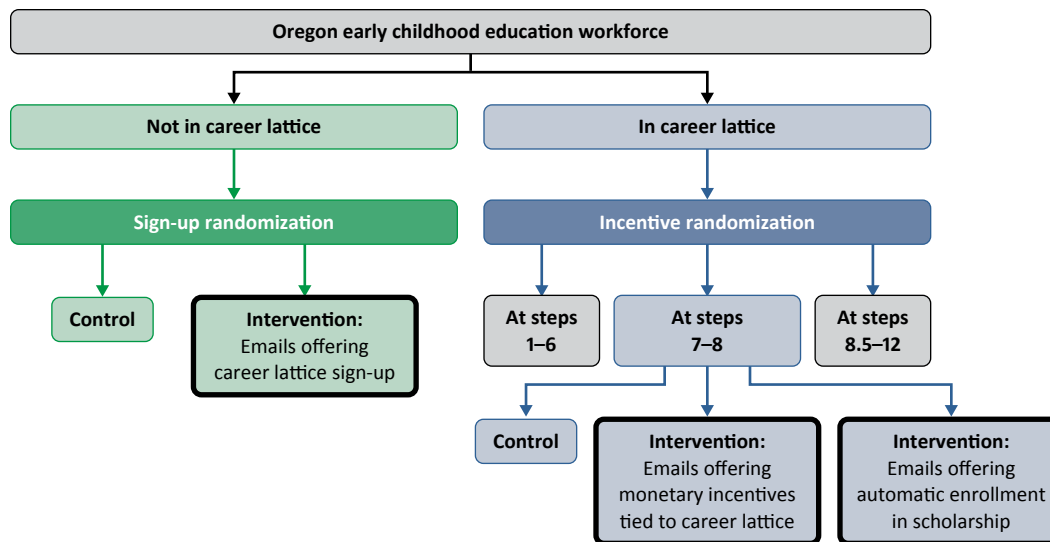 Oregon early childhood education workforce
Not in career lattice
In career lattice
Sign-up randomization
Incentive randomization
Control
Intervention:
Emails offering
career lattice sign-up
At steps
1–6
At steps
7–8
At steps
8.5–12
Control
Intervention:
Emails offering
monetary incentives
tied to career lattice
Intervention:
Emails offering
automatic enrollment
in scholarship